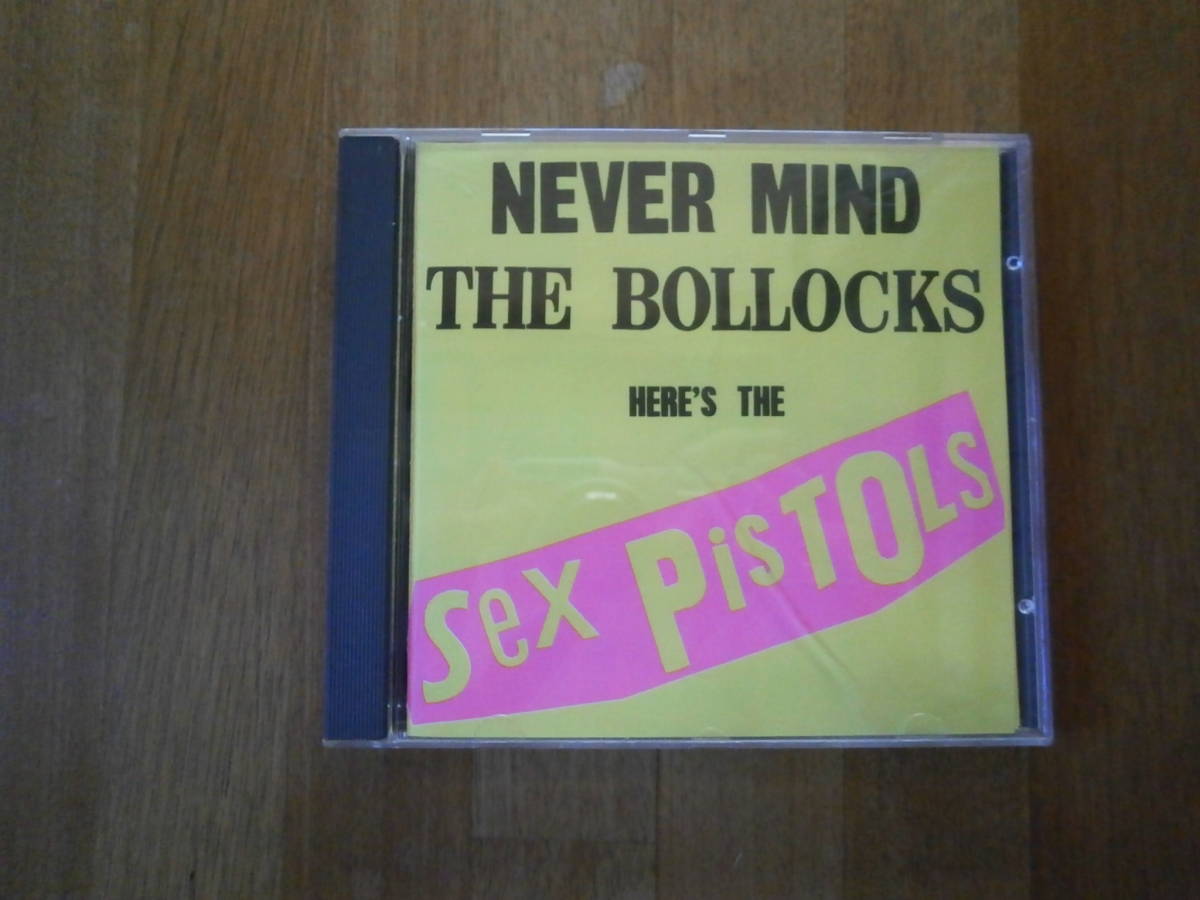 NEVER MIND
THE BOLLOCKS
HERE'S THE
Sex PiSTOLS